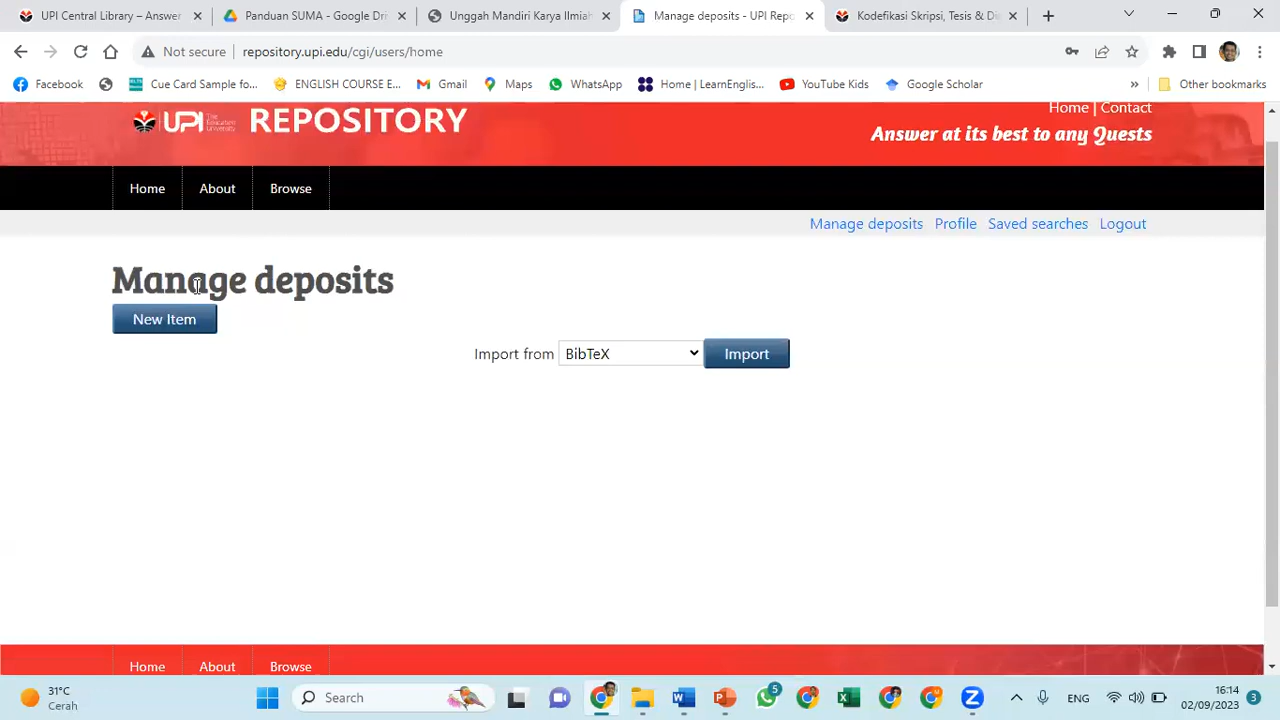 UPI Central Library – Answer
Panduan SUMA - Google Dri
Unggah Mandiri Karya Ilmiah
Manage deposits - UPI Repo
Kodefikasi Skripsi, Tesis & Di
Not secure
repository.upi.edu/cgi/users/home
Facebook
Cue Card Sample fo...
ENGLISH COURSE E...
Gmail
Maps
WhatsApp
Home | LearnEnglis...
YouTube Kids
Google Scholar
»
Other bookmarks
UPI REPOSITORY
Home | Contact
Answer at its best to any Quests
Home
About
Browse
Manage deposits
Profile
Saved searches
Logout
Manage deposits
New Item
Import from
BibTeX
Import
Home
About
Browse
31°C
Cerah
Search
5
ENG
16:14
02/09/2023
3